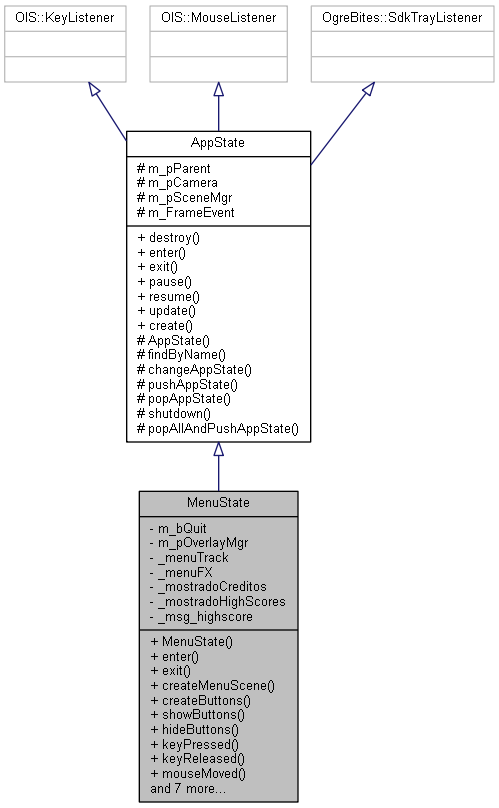 OIS::KeyListener
OIS::MouseListener
OgreBites::SdkTrayListener
AppState
# m_pParent
# m_pCamera
# m_pSceneMgr
# m_FrameEvent
+ destroy()
+ enter()
+ exit()
+ pause()
+ resume()
+ update()
+ create()
# AppState()
# findByName()
# changeAppState()
# pushAppState()
# popAppState()
# shutdown()
# popAllAndPushAppState()
MenuState
- m_bQuit
- m_pOverlayMgr
- _menuTrack
- _menuFX
- _mostradoCreditos
- _mostradoHighScores
- _msg_highscore
+ MenuState()
+ enter()
+ exit()
+ createMenuScene()
+ createButtons()
+ showButtons()
+ hideButtons()
+ keyPressed()
+ keyReleased()
+ mouseMoved()
and 7 more...